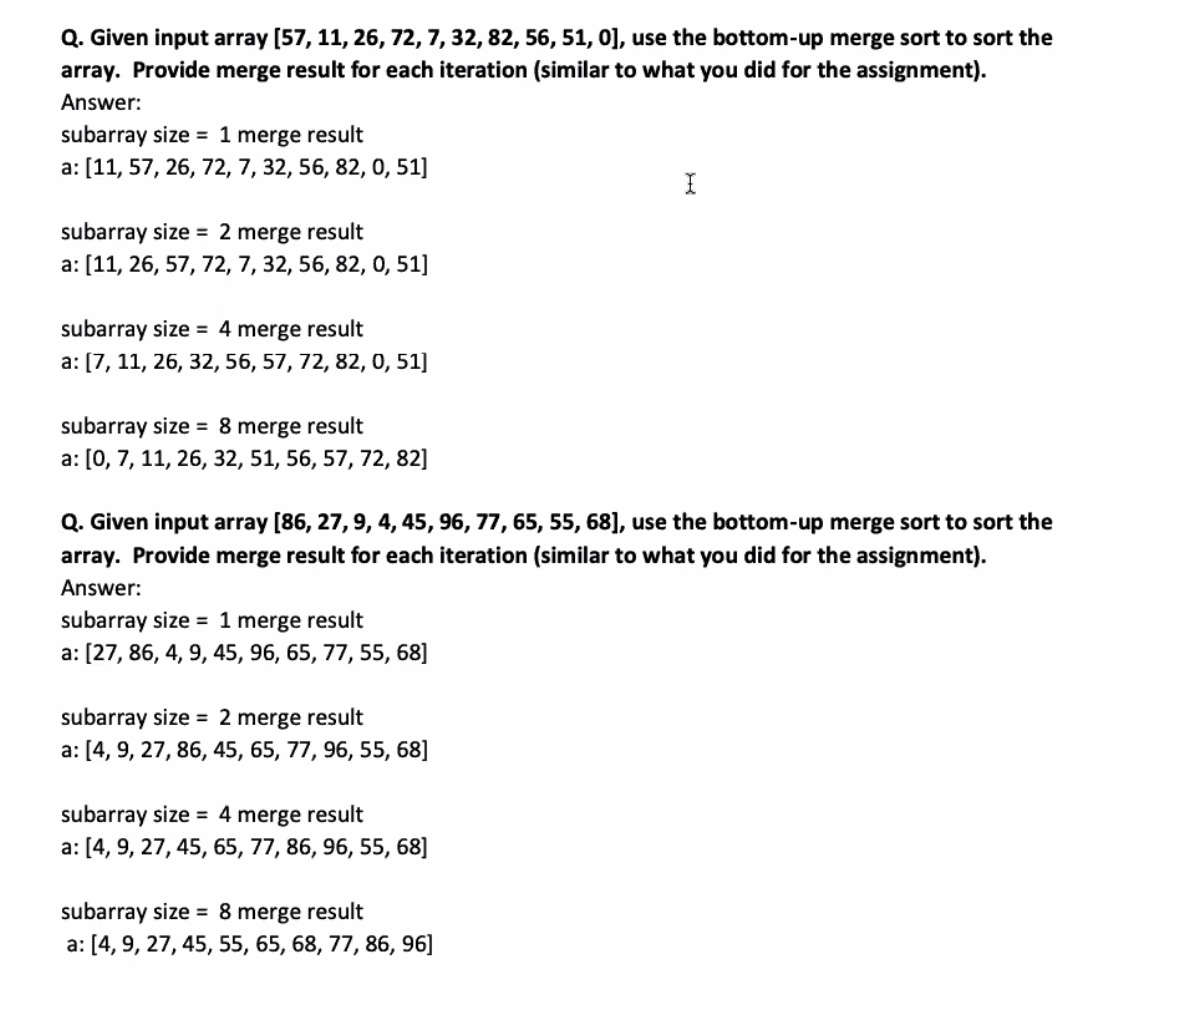 Q. Given input array [57, 11, 26, 72, 7, 32, 82, 56, 51, 0], use the bottom-up merge sort to sort the
array.  Provide merge result for each iteration (similar to what you did for the assignment).
Answer:
subarray size =  1 merge result
a: [11, 57, 26, 72, 7, 32, 56, 82, 0, 51]
subarray size =  2 merge result
a: [11, 26, 57, 72, 7, 32, 56, 82, 0, 51]
subarray size =  4 merge result
a: [7, 11, 26, 32, 56, 57, 72, 82, 0, 51]
subarray size =  8 merge result
a: [0, 7, 11, 26, 32, 51, 56, 57, 72, 82]
Q. Given input array [86, 27, 9, 4, 45, 96, 77, 65, 55, 68], use the bottom-up merge sort to sort the
array.  Provide merge result for each iteration (similar to what you did for the assignment).
Answer:
subarray size =  1 merge result
a: [27, 86, 4, 9, 45, 96, 65, 77, 55, 68]
subarray size =  2 merge result
a: [4, 9, 27, 86, 45, 65, 77, 96, 55, 68]
subarray size =  4 merge result
a: [4, 9, 27, 45, 65, 77, 86, 96, 55, 68]
subarray size =  8 merge result
a: [4, 9, 27, 45, 55, 65, 68, 77, 86, 96]